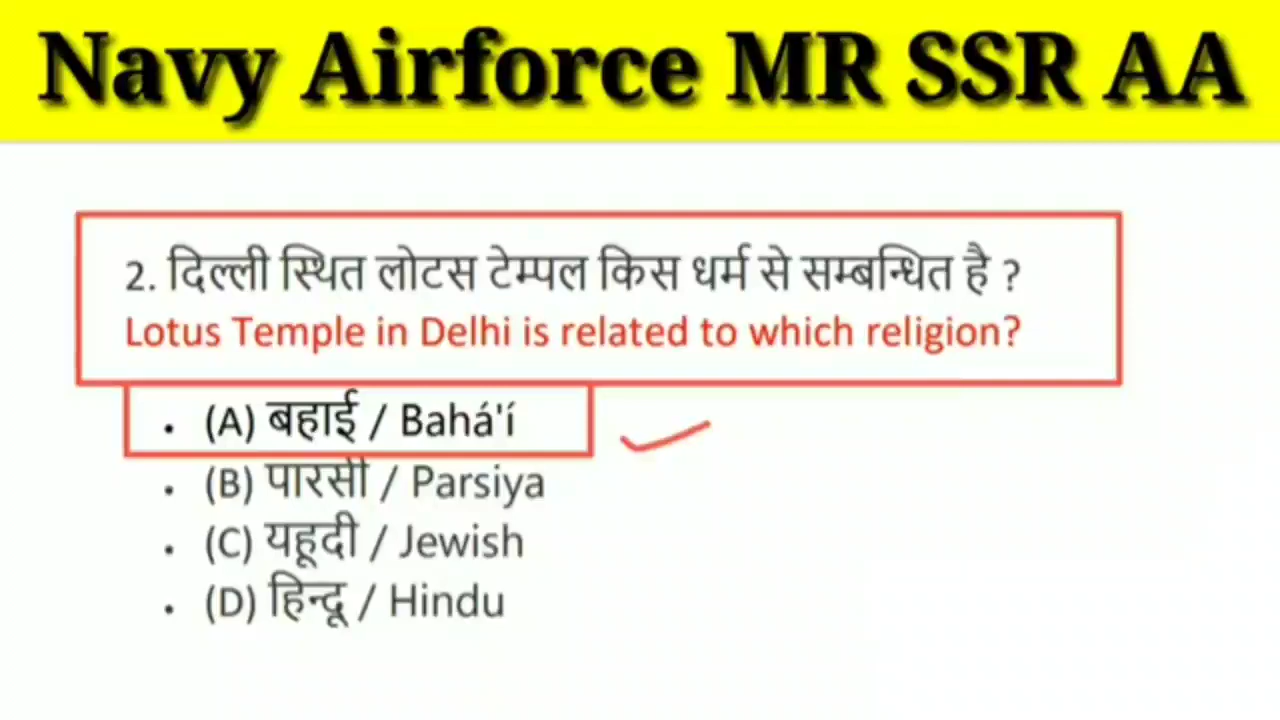 Navy Airforce MR SSR AA
2. दिल्ली स्थित लोटस टेम्पल किस धर्म से सम्बन्धित है ?
Lotus Temple in Delhi is related to which religion?
• (A) बहाई / Bahá'í
• (B) पारसी / Parsiya
• (C) यहूदी / Jewish
• (D) हिन्दू / Hindu